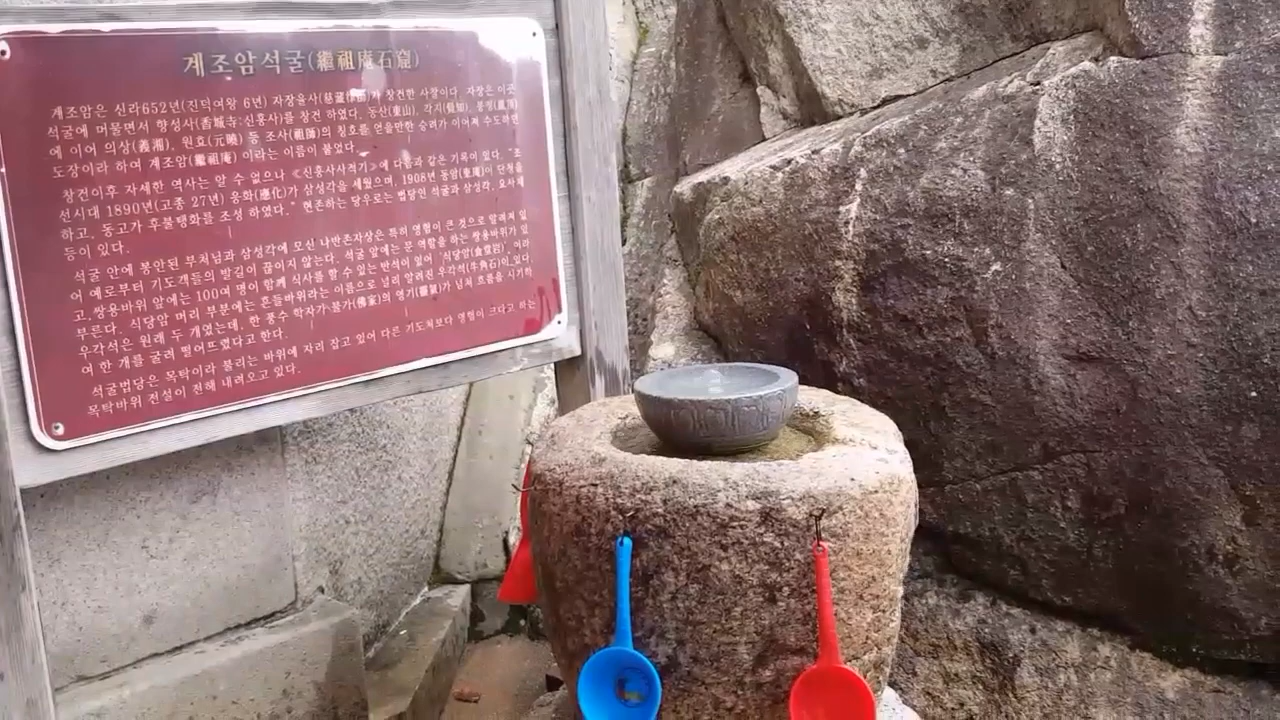 계조암석굴(繼祖庵石窟)
계조암은 신라652년(진덕여왕 6년) 자장율사(慈藏律師)가 창건한 사찰이다. 자장은 이곳
석굴에 머물면서 향성사(香城寺:신흥사)를 창건 하였다. 동산(東山), 각지(覺知), 봉정(鳳頂)
에 이어 의상(義湘), 원효(元曉) 등 조사(祖師)의 칭호를 얻을만한 승려가 이어져 수도하던
도장이라 하여 계조암(繼祖庵) 이라는 이름이 붙었다.
창건이후 자세한 역사는 알 수 없으나 《신흥사사적기》에 다음과 같은 기록이 있다. "조
선시대 1890년(고종 27년) 응화(應化)가 삼성각을 세웠으며, 1908년 동암(東庵)이 단청을
하고, 동고가 후불탱화를 조성 하였다." 현존하는 당우로는 법당인 석굴과 삼성각, 요사채
등이 있다.
석굴 안에 봉안된 부처님과 삼성각에 모신 나반존자상은 특히 영험이 큰 것으로 알려져 있
어 예로부터 기도객들의 발길이 끊이지 않는다. 석굴 앞에는 문 역할을 하는 쌍용바위가 있
고, 쌍용바위 앞에는 100여 명이 함께 식사를 할 수 있는 반석이 있어 '식당암(食堂岩)', 이라
부른다. 식당암 머리 부분에는 흔들바위라는 이름으로 널리 알려진 우각석(牛角石)이 있다.
우각석은 원래 두 개였는데, 한 풍수 학자가 불가(佛家)의 영기(靈氣)가 넘쳐 흐름을 시기하
여 한 개를 굴려 떨어뜨렸다고 한다.
석굴법당은 목탁이라 불리는 바위에 자리 잡고 있어 다른 기도처보다 영험이 크다고 하는
목탁바위 전설이 전해 내려오고 있다.